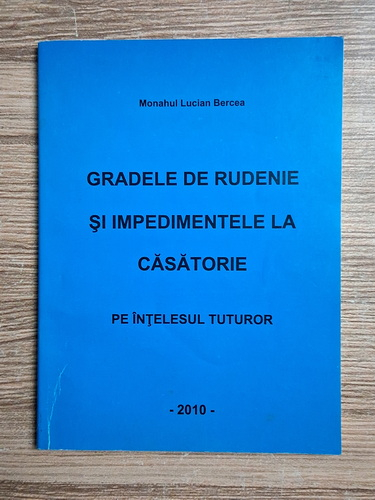 Monahul Lucian Bercea
GRADELE DE RUDENIE
ŞI IMPEDIMENTELE LA
CĂSĂTORIE
PE ÎNŢELESUL TUTUROR
- 2010 -